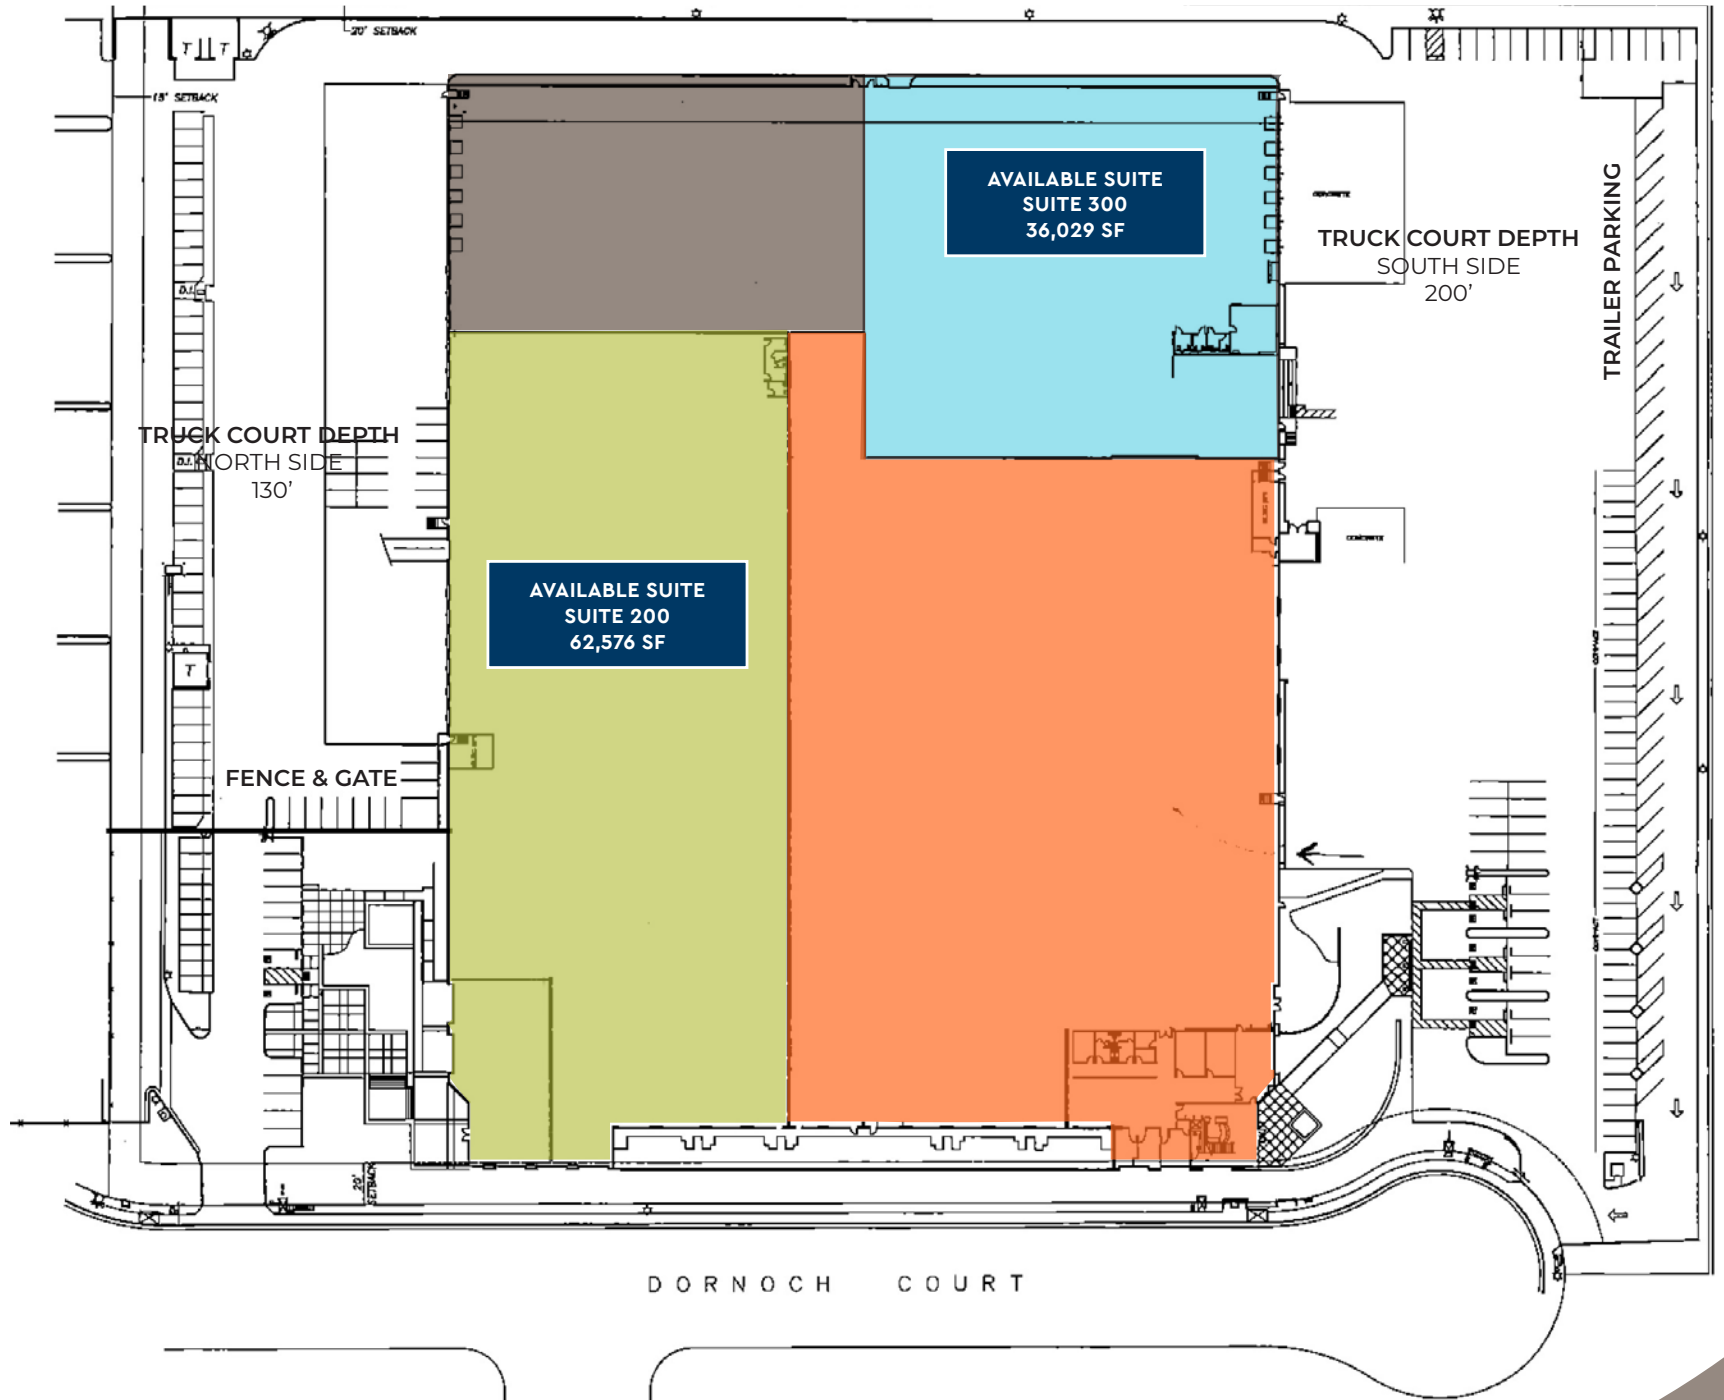 20' SETBACK
T T
15' SETBACK
AVAILABLE SUITE
SUITE 300
36,029 SF
CONCRETE
TRUCK COURT DEPTH
SOUTH SIDE
200’
TRAILER PARKING
D.I.
TRUCK COURT DEPTH
D.I.
NORTH SIDE
130’
CONCRETE
AVAILABLE SUITE
SUITE 200
62,576 SF
T
FENCE & GATE
20'
SETBACK
DORNOCH COURT